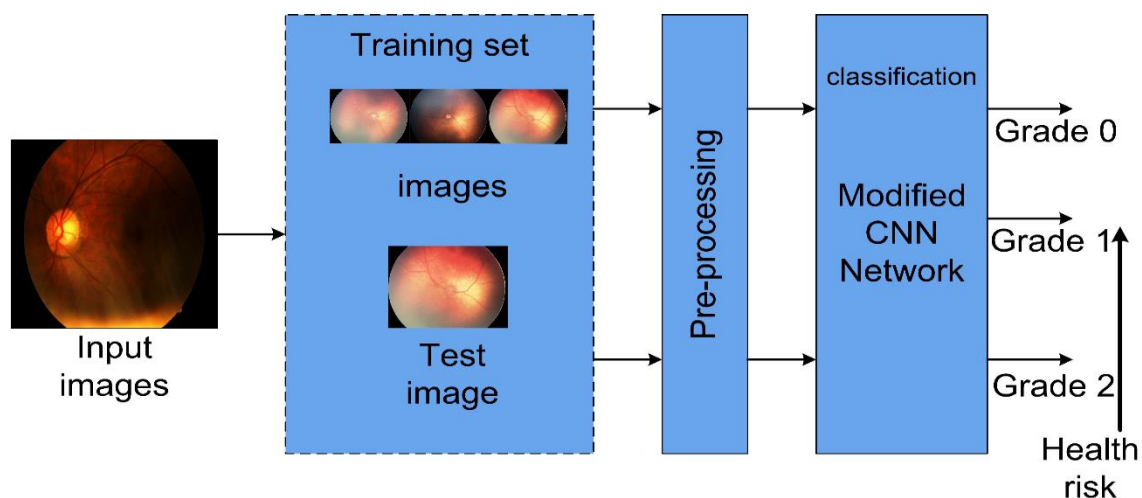 Training set
images
Test
image
Input
images
Pre-processing
classification
Modified
CNN
Network
Grade 0
Grade 1
Grade 2
Health
risk